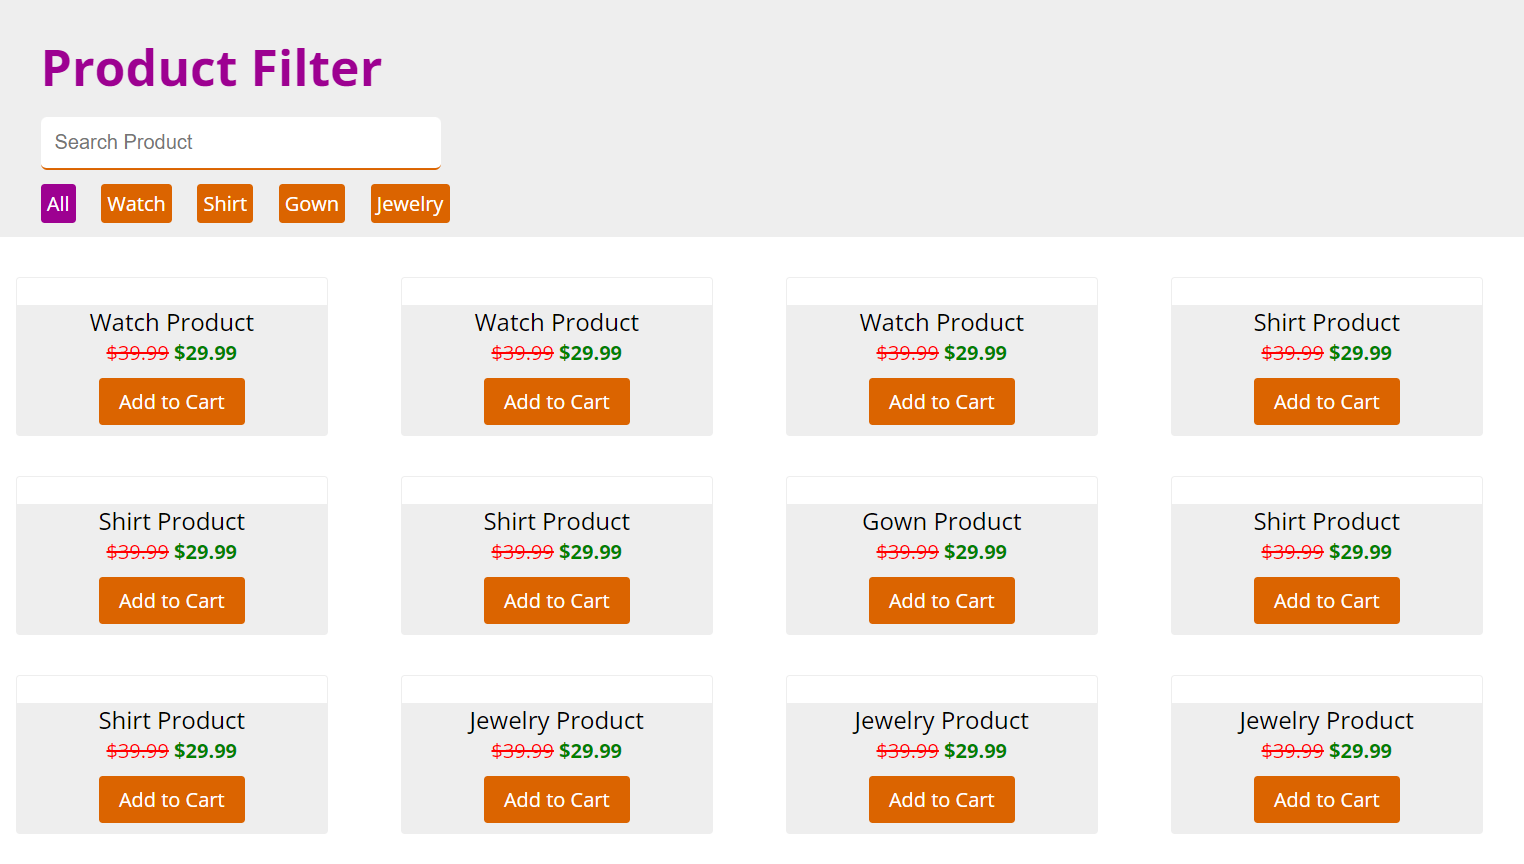 Product Filter
Search Product
All Watch Shirt Gown Jewelry
Watch Product Watch Product Watch Product Shirt Product
$39.99 $29.99 $39.99 $29.99 $39.99 $29.99 $39.99 $29.99
Add to Cart Add to Cart Add to Cart Add to Cart
Shirt Product Shirt Product Gown Product Shirt Product
$39.99 $29.99 $39.99 $29.99 $39.99 $29.99 $39.99 $29.99
Add to Cart Add to Cart Add to Cart Add to Cart
Shirt Product Jewelry Product Jewelry Product Jewelry Product
$39.99 $29.99 $39.99 $29.99 $39.99 $29.99 $39.99 $29.99
Add to Cart Add to Cart Add to Cart Add to Cart